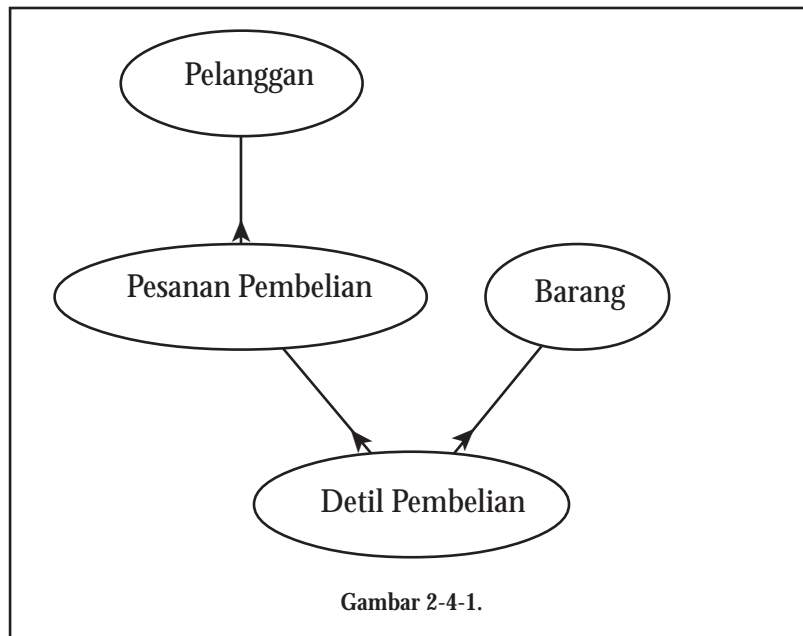 Pelanggan
Pesanan Pembelian
Barang
Detil Pembelian
Gambar 2-4-1.